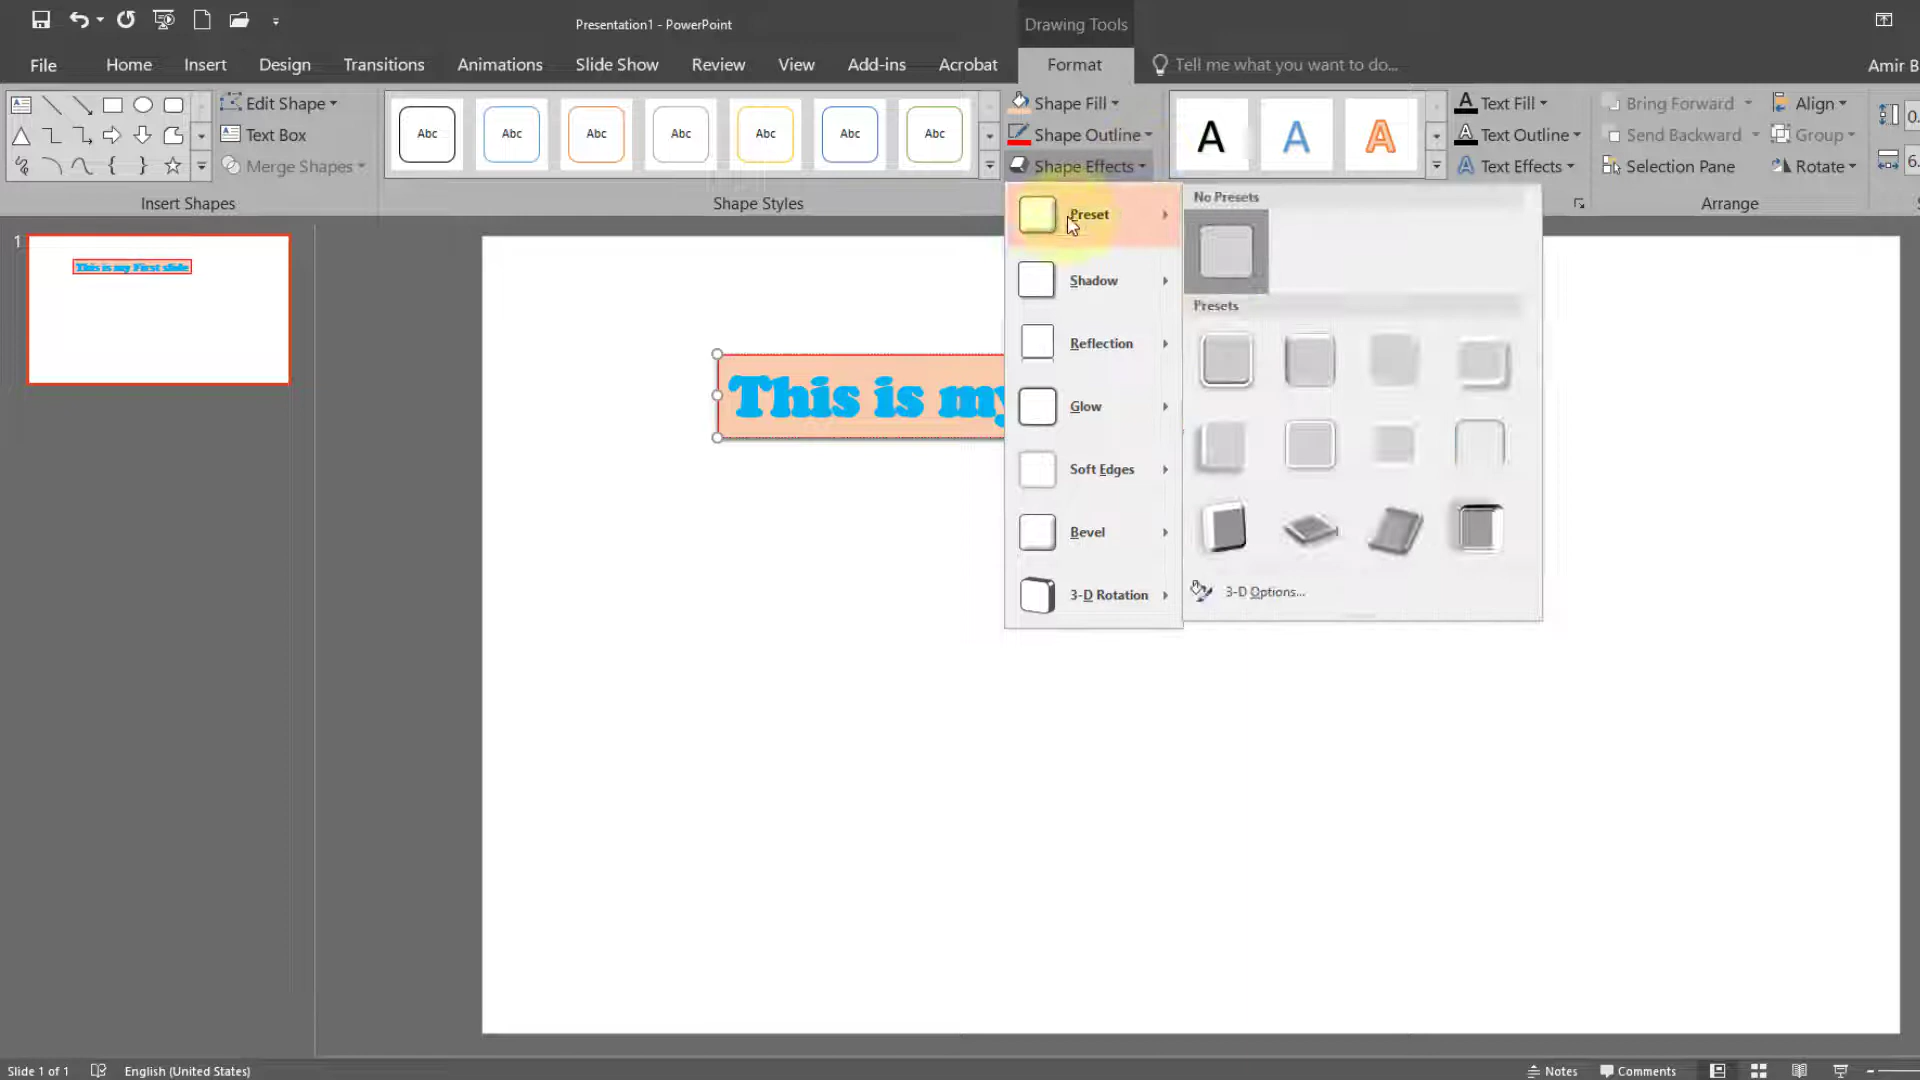 Presentation1 - PowerPoint
Drawing Tools
File Home Insert Design Transitions Animations Slide Show Review View Add-ins Acrobat Format Tell me what you want to do...
Amir B
Edit Shape
Text Box
Merge Shapes
Insert Shapes
Abc Abc Abc Abc Abc Abc Abc
Shape Styles
Shape Fill
Shape Outline
Shape Effects
A A A
Text Fill
Text Outline
Text Effects
Bring Forward
Send Backward
Selection Pane
Align
Group
Rotate
Arrange
0.
6.
Preset
Shadow
Reflection
Glow
Soft Edges
Bevel
3-D Rotation
No Presets
Presets
3-D Options...
1
This is my First slide
This is my
Slide 1 of 1
English (United States)
Notes
Comments